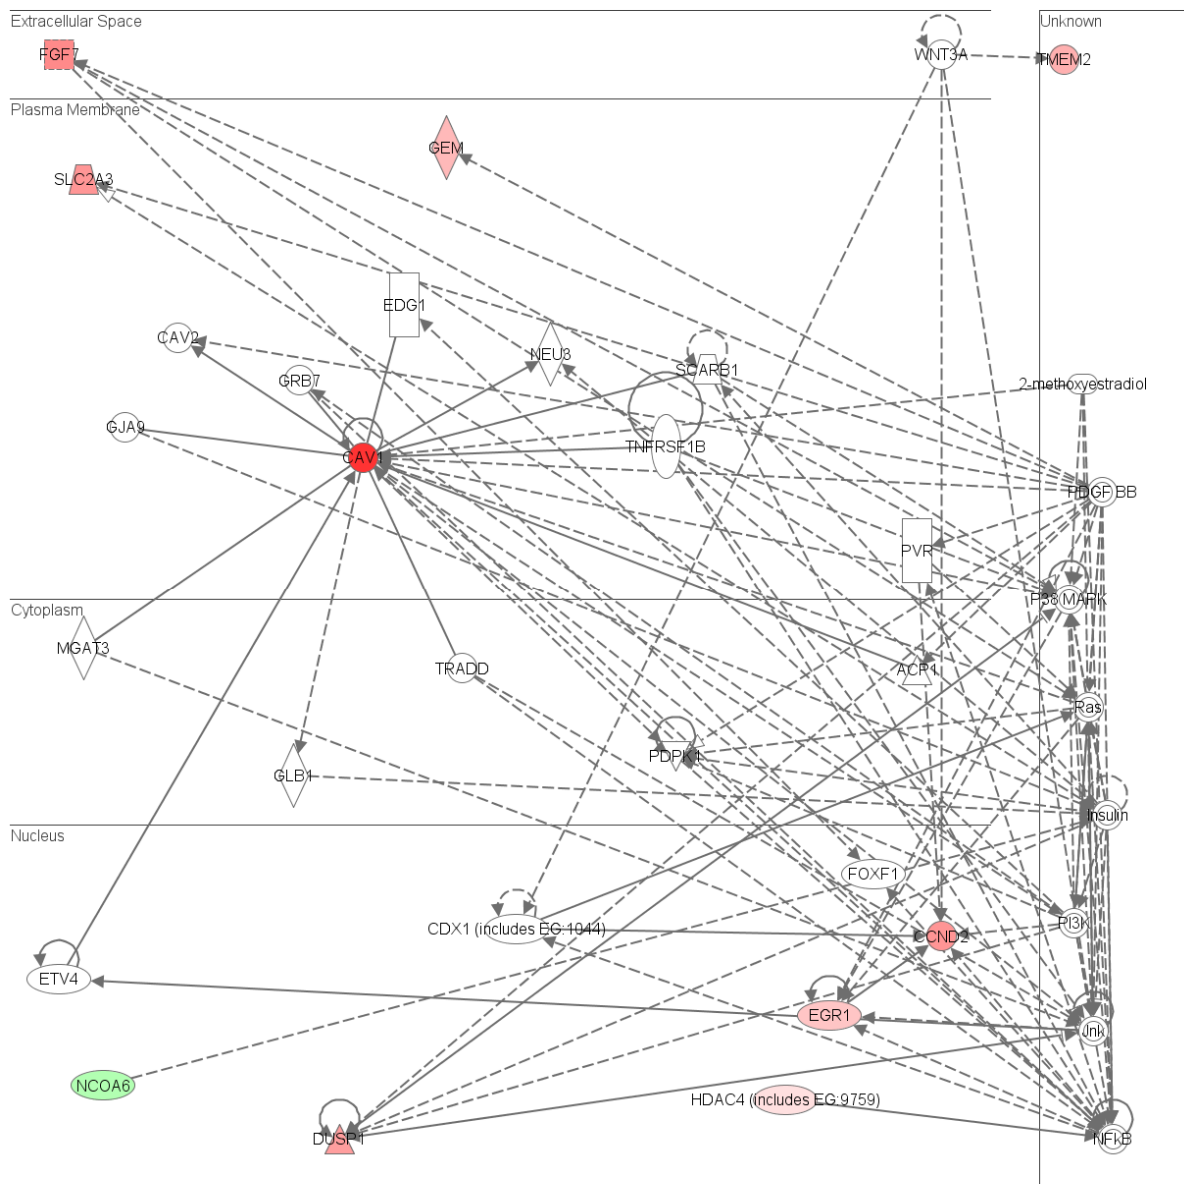 Extracellular Space
Unknown
FGF7
WNT3A
TMEM2
Plasma Membrane
GEM
SLC2A3
EDG1
CAV2
NEU3
SCARB1
GRB7
2-methoxyestradiol
GJA9
TNFRSF1B
CAV1
PDGF BB
PVR
P38 MAPK
Cytoplasm
MGAT3
TRADD
ACP1
Ras
PDPK1
GLB1
Insulin
Nucleus
FOXF1
CDX1 (includes EG:1044)
CCND2
PI3K
ETV4
EGR1
Jnk
NCOA6
HDAC4 (includes EG:9759)
DUSP1
NFkB